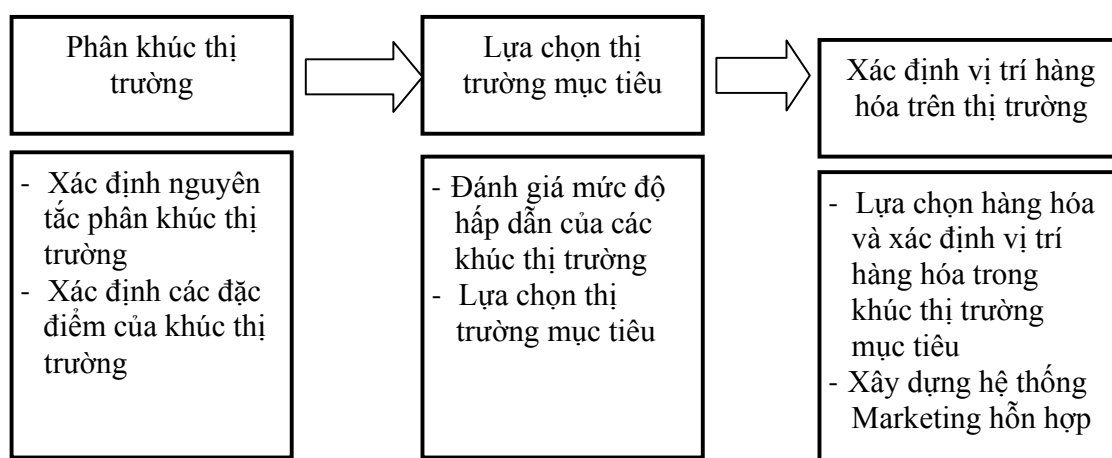 Phân khúc thị
trường
Lựa chọn thị
trường mục tiêu
Xác định vị trí hàng
hóa trên thị trường
- Xác định nguyên
tắc phân khúc thị
trường
- Xác định các đặc
điểm của khúc thị
trường
- Đánh giá mức độ
hấp dẫn của các
khúc thị trường
- Lựa chọn thị
trường mục tiêu
- Lựa chọn hàng hóa
và xác định vị trí
hàng hóa trong
khúc thị trường
mục tiêu
- Xây dựng hệ thống
Marketing hỗn hợp